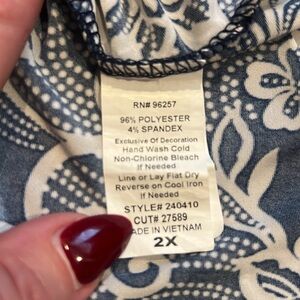 RN# 96257
96% POLYESTER
4% SPANDEX
Exclusive Of Decoration
Hand Wash Cold
Non-Chlorine Bleach
If Needed
Line or Lay Flat Dry
Reverse on Cool Iron
If Needed
STYLE# 240410
CUT# 27589
ADE IN VIETNAM
2X